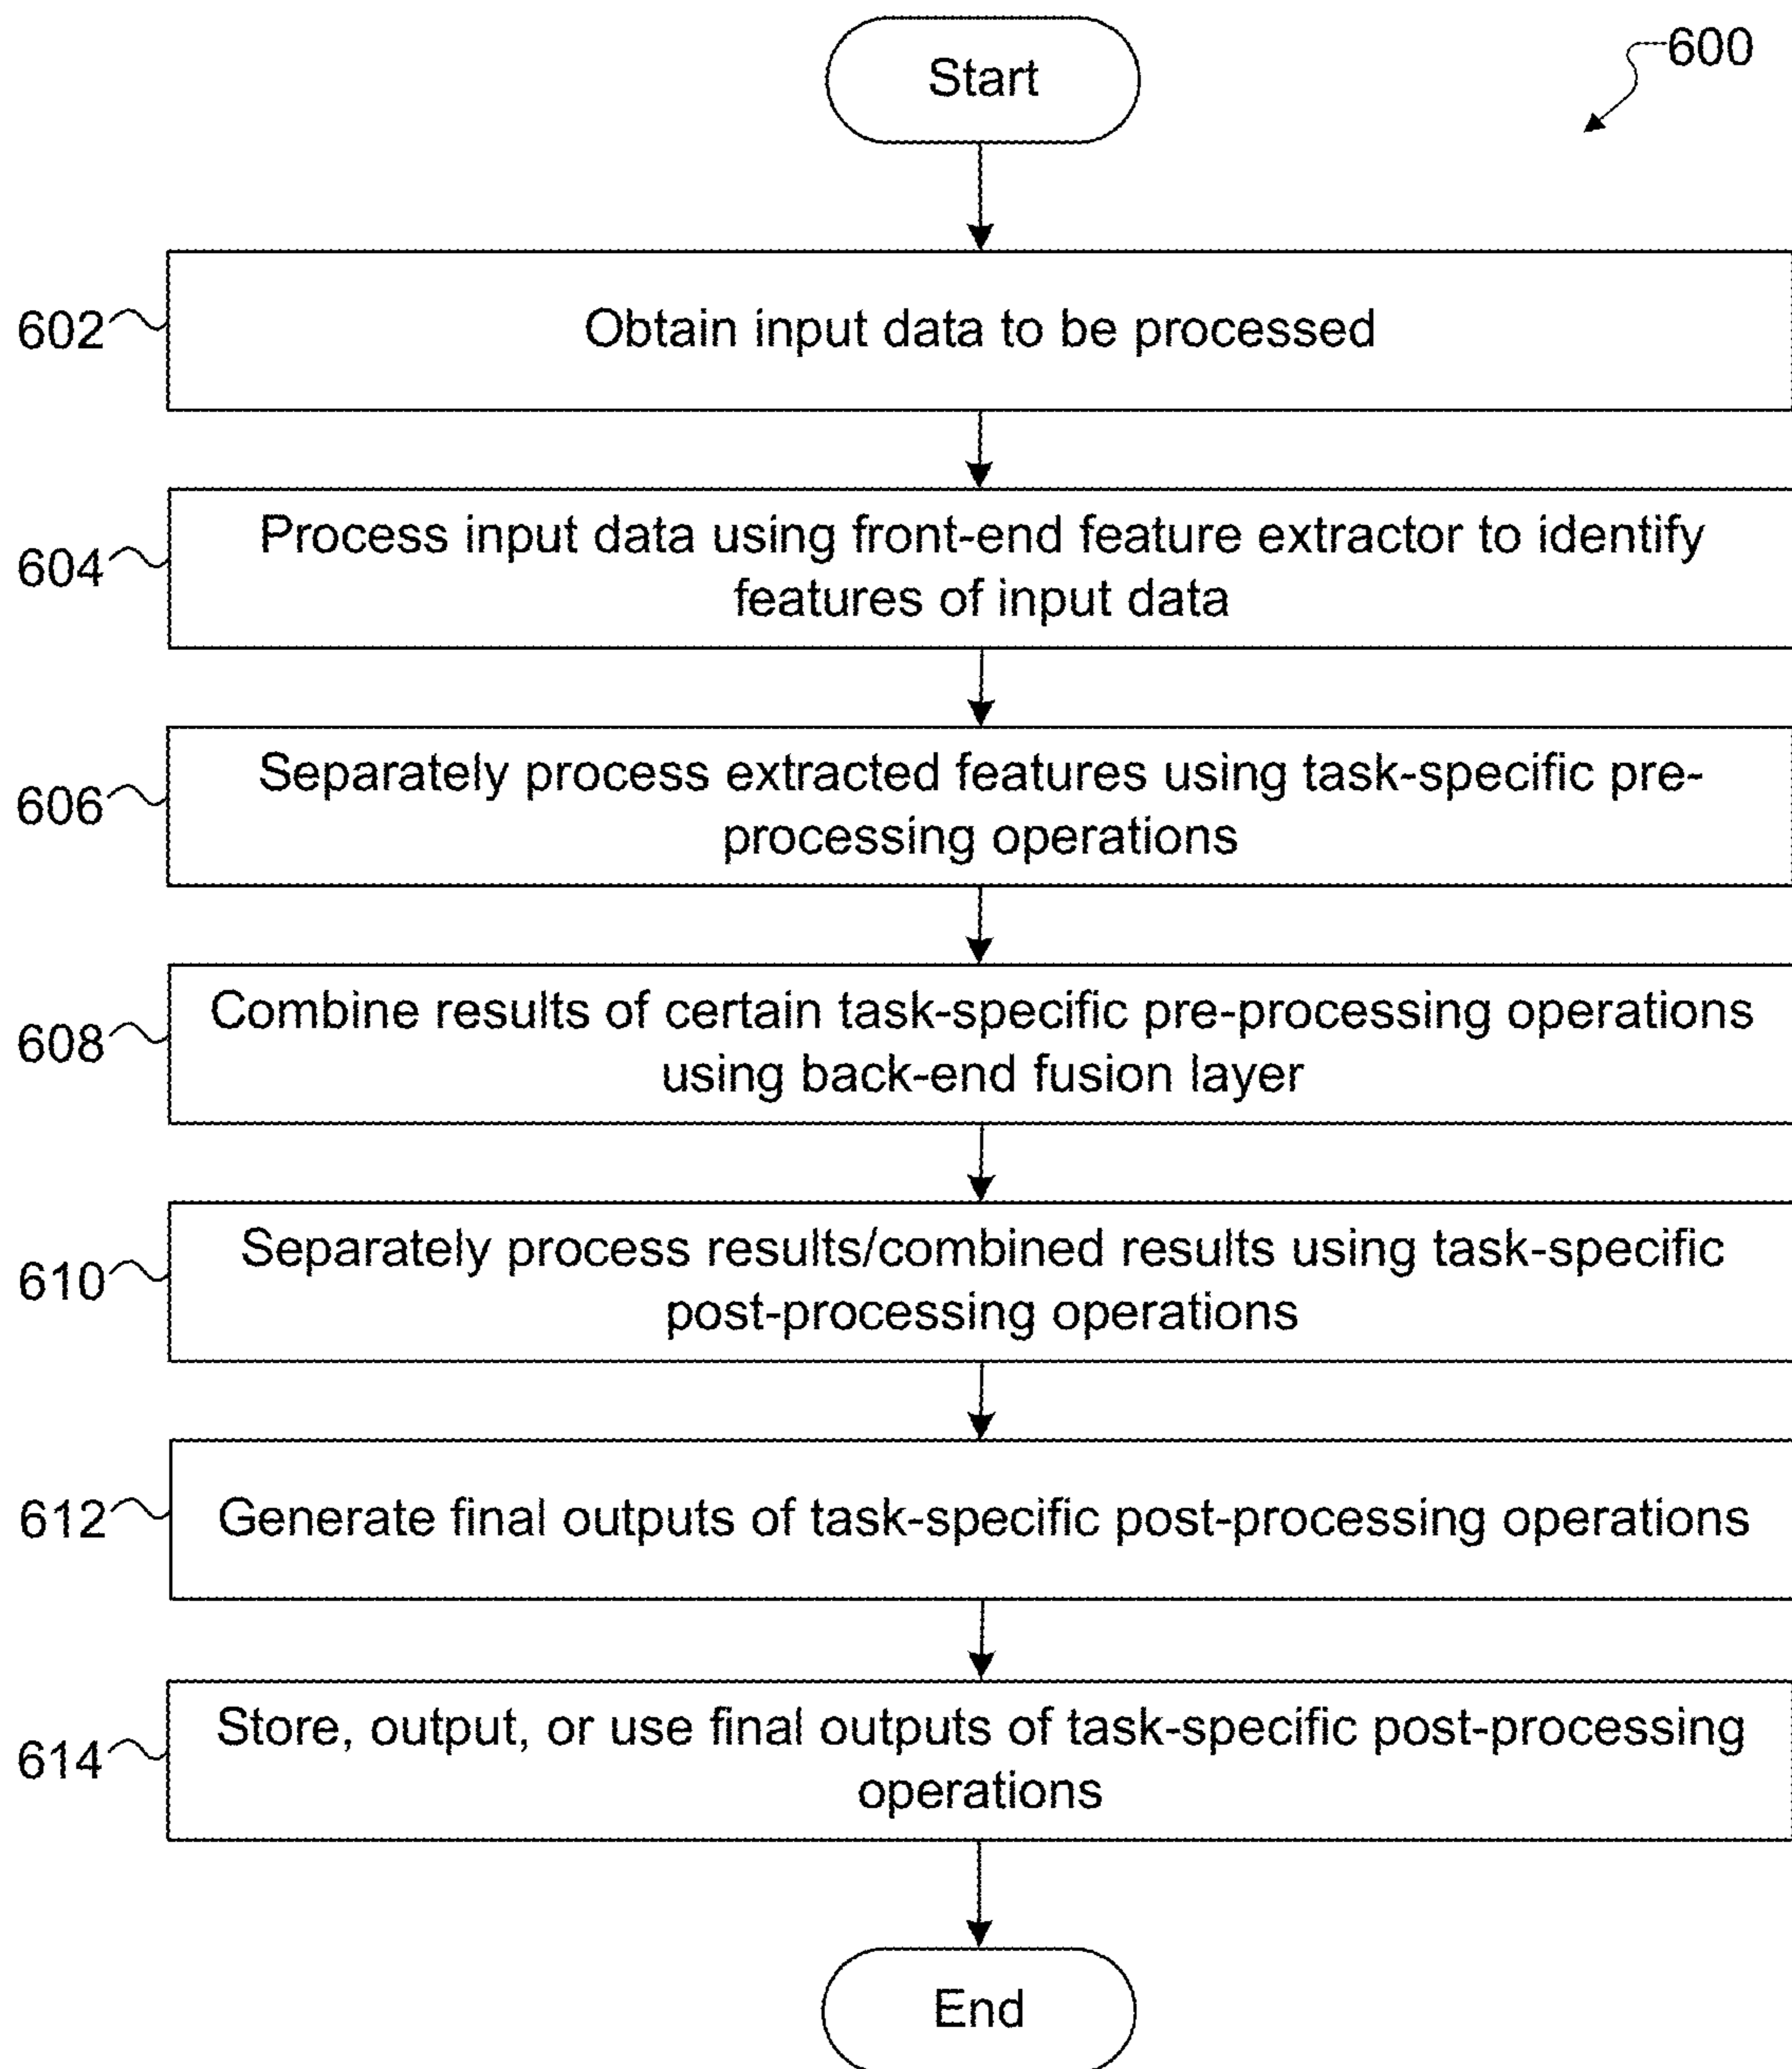 Start
600
602
Obtain input data to be processed
604
Process input data using front-end feature extractor to identify
features of input data
606
Separately process extracted features using task-specific pre-
processing operations
608
Combine results of certain task-specific pre-processing operations
using back-end fusion layer
610
Separately process results/combined results using task-specific
post-processing operations
612
Generate final outputs of task-specific post-processing operations
614
Store, output, or use final outputs of task-specific post-processing
operations
End